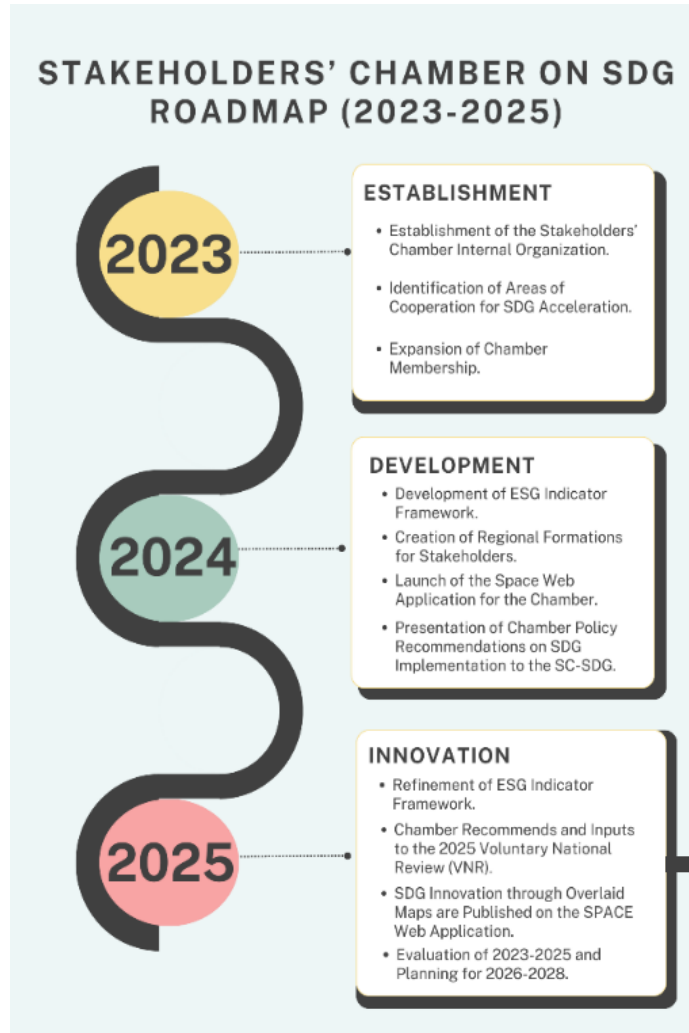 STAKEHOLDERS' CHAMBER ON SDG
ROADMAP (2023-2025)
2023
ESTABLISHMENT
• Establishment of the Stakeholders'
Chamber Internal Organization.
• Identification of Areas of
Cooperation for SDG Acceleration.
• Expansion of Chamber
Membership.
2024
DEVELOPMENT
• Development of ESG Indicator
Framework.
• Creation of Regional Formations
for Stakeholders.
• Launch of the Space Web
Application for the Chamber.
• Presentation of Chamber Policy
Recommendations on SDG
Implementation to the SC-SDG.
2025
INNOVATION
• Refinement of ESG Indicator
Framework.
• Chamber Recommends and Inputs
to the 2025 Voluntary National
Review (VNR).
• SDG Innovation through Overlaid
Maps are Published on the SPACE
Web Application.
• Evaluation of 2023-2025 and
Planning for 2026-2028.